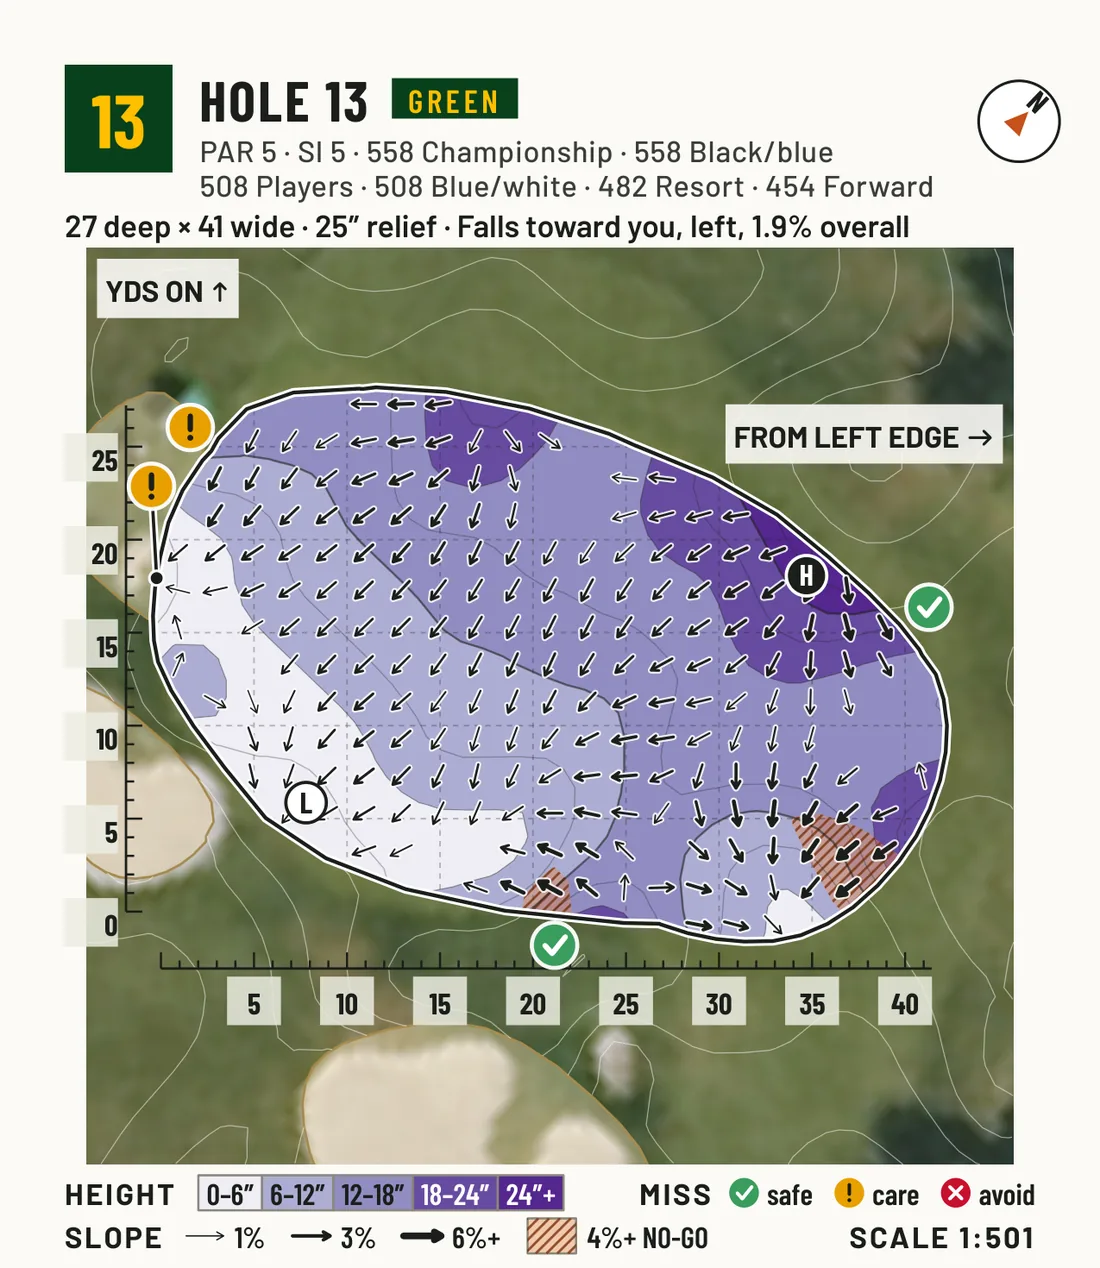 13
HOLE 13 GREEN
PAR 5 · SI 5 · 558 Championship · 558 Black/blue
508 Players · 508 Blue/white · 482 Resort · 454 Forward
N
27 deep × 41 wide · 25″ relief · Falls toward you, left, 1.9% overall
YDS ON ↑
!
FROM LEFT EDGE →
25
!
20
H
15
10
L
5
0
5 10 15 20 25 30 35 40
HEIGHT 0–6″ 6–12″ 12–18″ 18–24″ 24″+ MISS safe ! care avoid
SLOPE → 1% → 3% → 6%+ 4%+ NO-GO SCALE 1:501